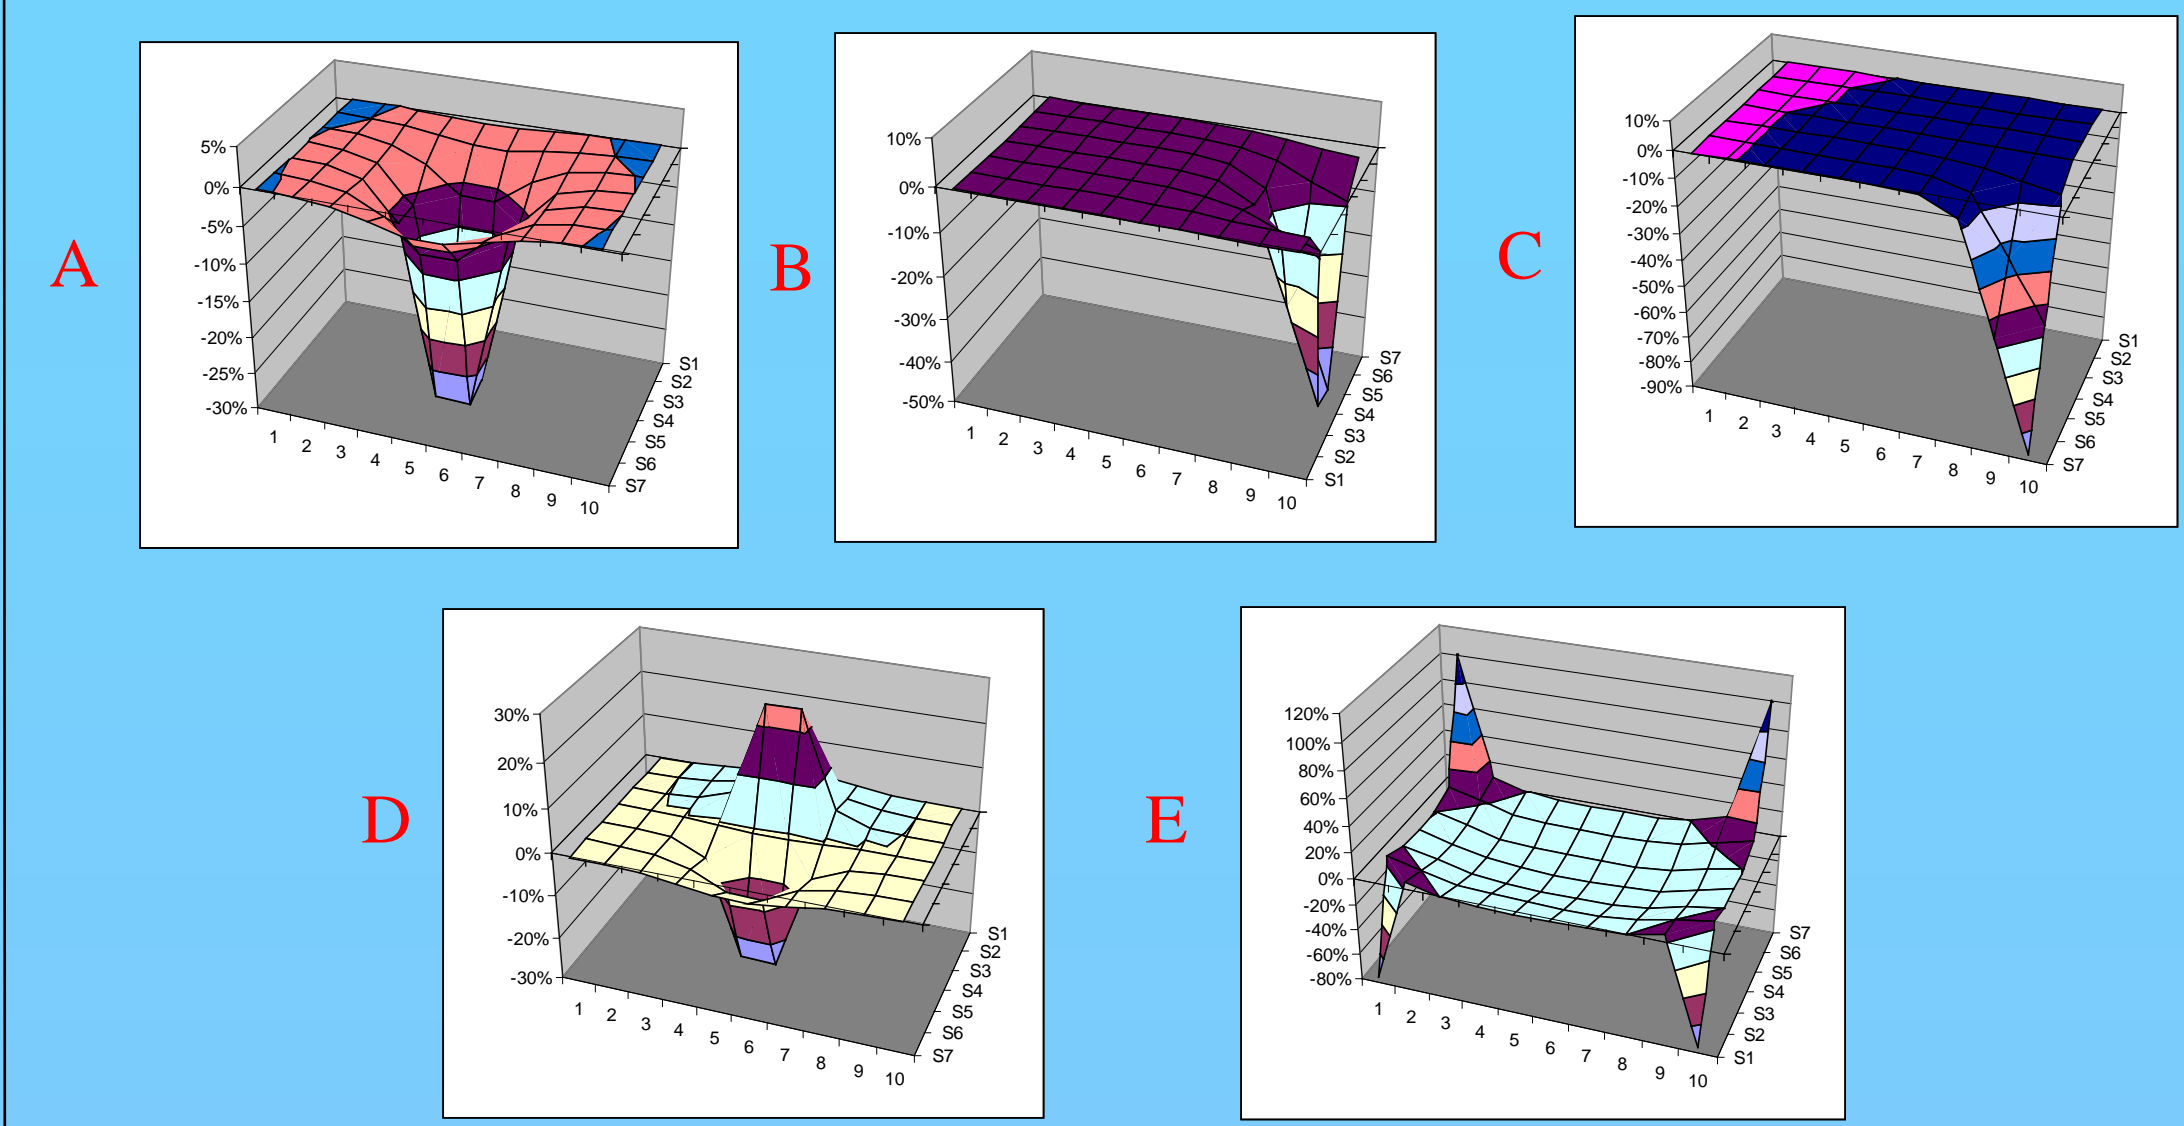 A
5%
0%
-5%
-10%
-15%
-20%
-25%
-30%
1 2 3 4 5 6 7 8 9 10
S1
S2
S3
S4
S5
S6
S7
B
10%
0%
-10%
-20%
-30%
-40%
-50%
1 2 3 4 5 6 7 8 9 10
S7
S6
S5
S4
S3
S2
S1
C
10%
0%
-10%
-20%
-30%
-40%
-50%
-60%
-70%
-80%
-90%
1 2 3 4 5 6 7 8 9 10
S1
S2
S3
S4
S5
S6
S7
D
30%
20%
10%
0%
-10%
-20%
-30%
1 2 3 4 5 6 7 8 9 10
S1
S2
S3
S4
S5
S6
S7
E
120%
100%
80%
60%
40%
20%
0%
-20%
-40%
-60%
-80%
1 2 3 4 5 6 7 8 9 10
S7
S6
S5
S4
S3
S2
S1